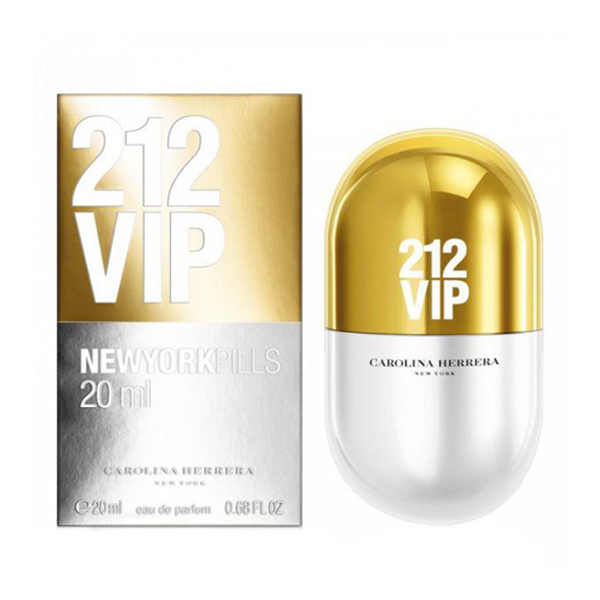 212
VIP
NEWYORKPILLS
20 ml
CAROLINA HERRERA
NEW YORK
℮20ml eau de parfum 0.68 FL OZ
212
VIP
CAROLINA HERRERA
NEW YORK